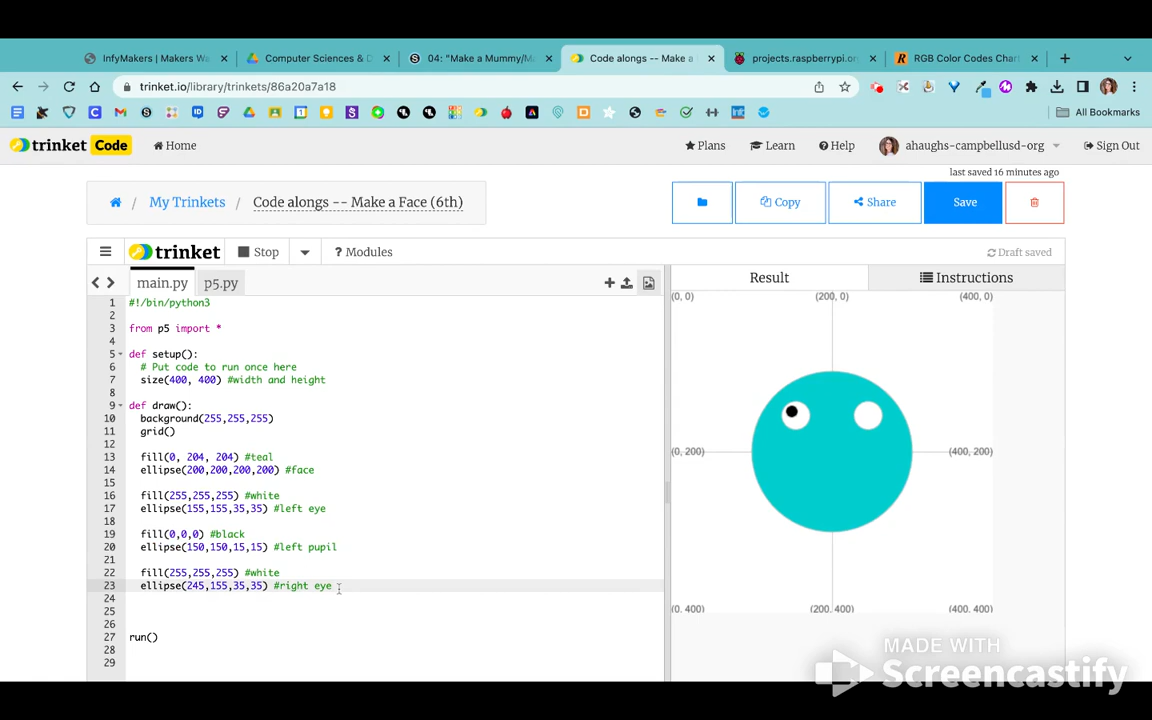 InfyMakers | Makers Wa
Computer Sciences & D
04: "Make a Mummy/Mo
Code alongs -- Make a
projects.raspberrypi.or
RGB Color Codes Chart
trinket.io/library/trinkets/86a20a7a18
All Bookmarks
trinket Code
Home
Plans
Learn
Help
ahaughs-campbellusd-org
Sign Out
last saved 16 minutes ago
My Trinkets / Code alongs -- Make a Face (6th)
Copy
Share
Save
trinket
Stop
? Modules
Draft saved
main.py
p5.py
Result
Instructions
1 #!/bin/python3
2
3 from p5 import *
4
5 def setup():
6 # Put code to run once here
7 size(400, 400) #width and height
8
9 def draw():
10 background(255,255,255)
11 grid()
12
13 fill(0, 204, 204) #teal
14 ellipse(200,200,200,200) #face
15
16 fill(255,255,255) #white
17 ellipse(155,155,35,35) #left eye
18
19 fill(0,0,0) #black
20 ellipse(150,150,15,15) #left pupil
21
22 fill(255,255,255) #white
23 ellipse(245,155,35,35) #right eye
24
25
26
27 run()
28
29
(0, 0)
(200, 0)
(400, 0)
(0, 200)
(400, 200)
(0, 400)
(200, 400)
(400, 400)
MADE WITH
Screencastify